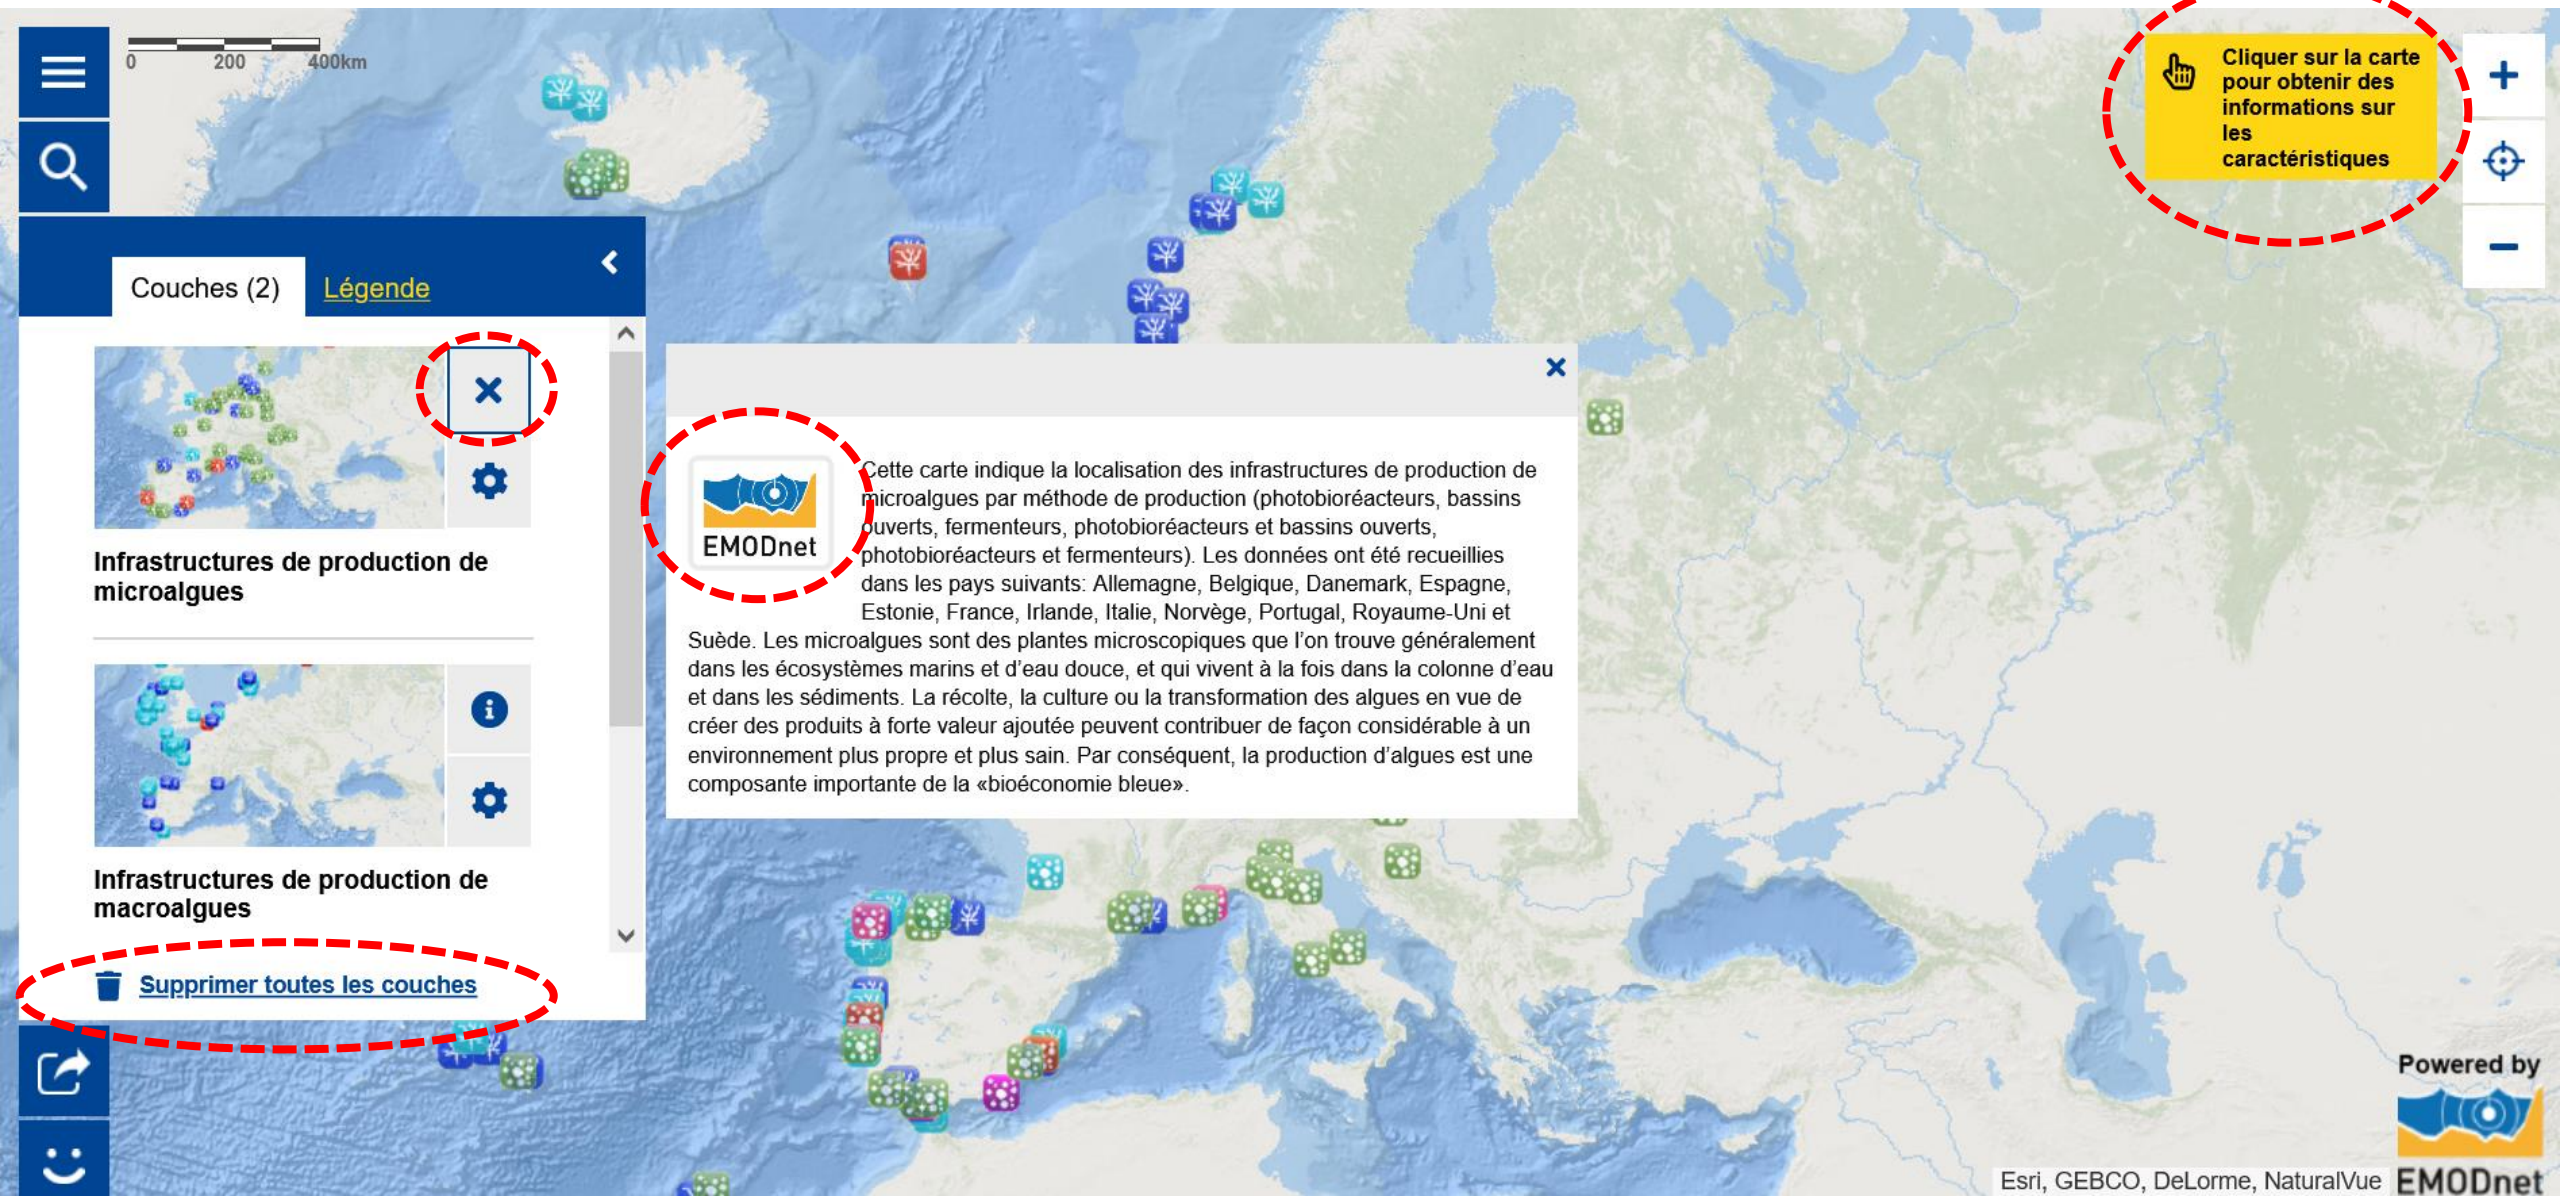 0 200 400km
Cliquer sur la carte
pour obtenir des
informations sur
les
caractéristiques
Couches (2) Légende
Infrastructures de production de
microalgues
Infrastructures de production de
macroalgues
Supprimer toutes les couches
EMODnet
Cette carte indique la localisation des infrastructures de production de
microalgues par méthode de production (photobioréacteurs, bassins
ouverts, fermenteurs, photobioréacteurs et bassins ouverts,
photobioréacteurs et fermenteurs). Les données ont été recueillies
dans les pays suivants: Allemagne, Belgique, Danemark, Espagne,
Estonie, France, Irlande, Italie, Norvège, Portugal, Royaume-Uni et
Suède. Les microalgues sont des plantes microscopiques que l’on trouve généralement
dans les écosystèmes marins et d’eau douce, et qui vivent à la fois dans la colonne d’eau
et dans les sédiments. La récolte, la culture ou la transformation des algues en vue de
créer des produits à forte valeur ajoutée peuvent contribuer de façon considérable à un
environnement plus propre et plus sain. Par conséquent, la production d’algues est une
composante importante de la «bioéconomie bleue».
Powered by
EMODnet
Esri, GEBCO, DeLorme, NaturalVue